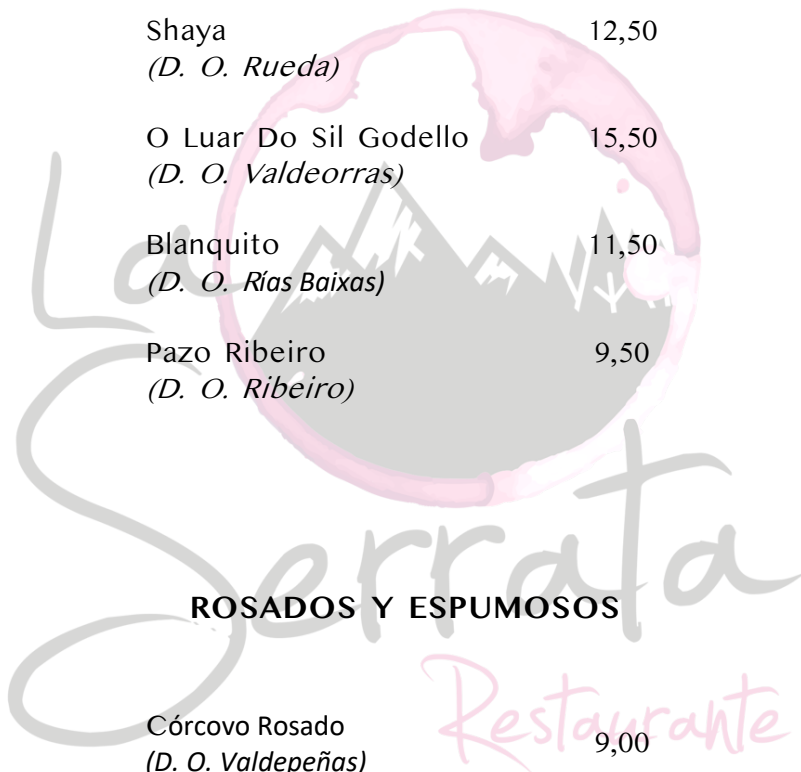 Shaya 12,50
(D. O. Rueda)
O Luar Do Sil Godello 15,50
(D. O. Valdeorras)
Blanquito 11,50
(D. O. Rías Baixas)
Pazo Ribeiro 9,50
(D. O. Ribeiro)
La
Serrata
ROSADOS Y ESPUMOSOS
Restaurante
Córcovo Rosado 9,00
(D. O. Valdepeñas)